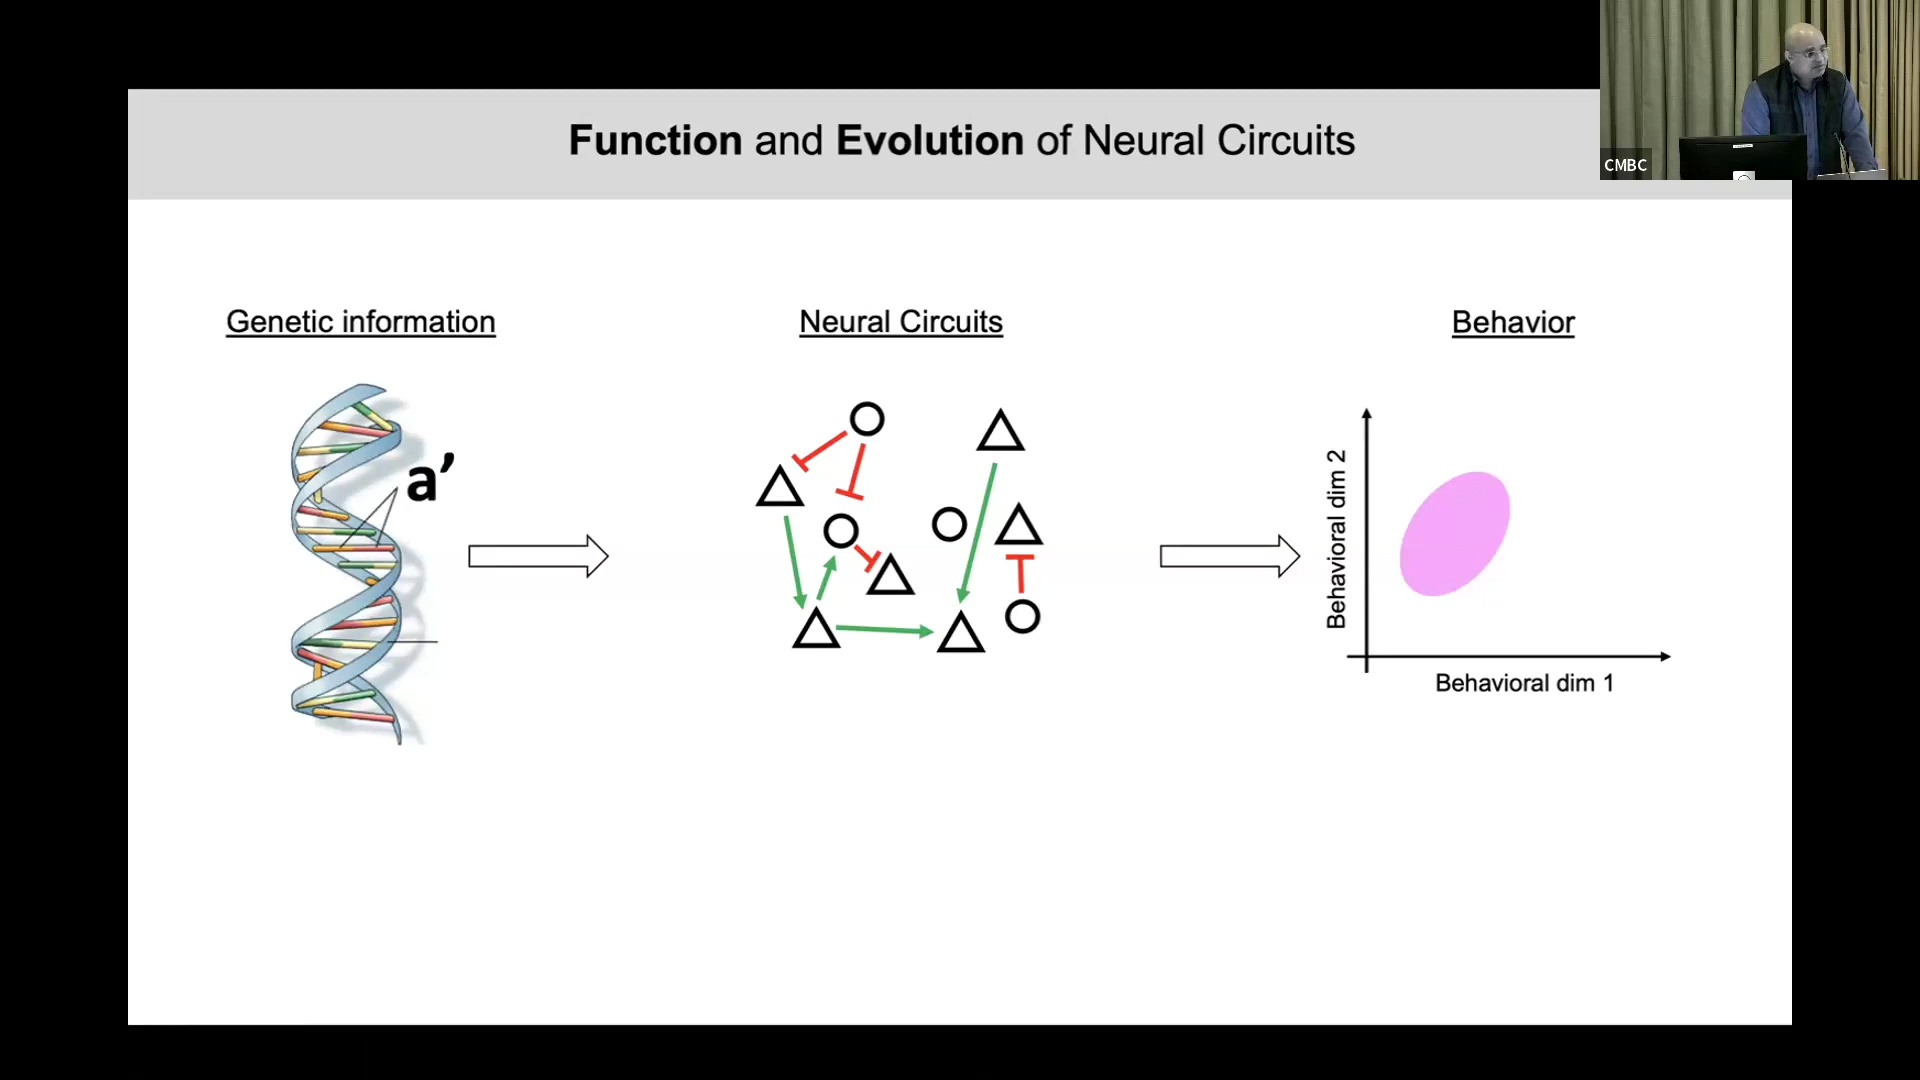 Function and Evolution of Neural Circuits
CMBC
Genetic information
Neural Circuits
Behavior
a’
Behavioral dim 2
Behavioral dim 1